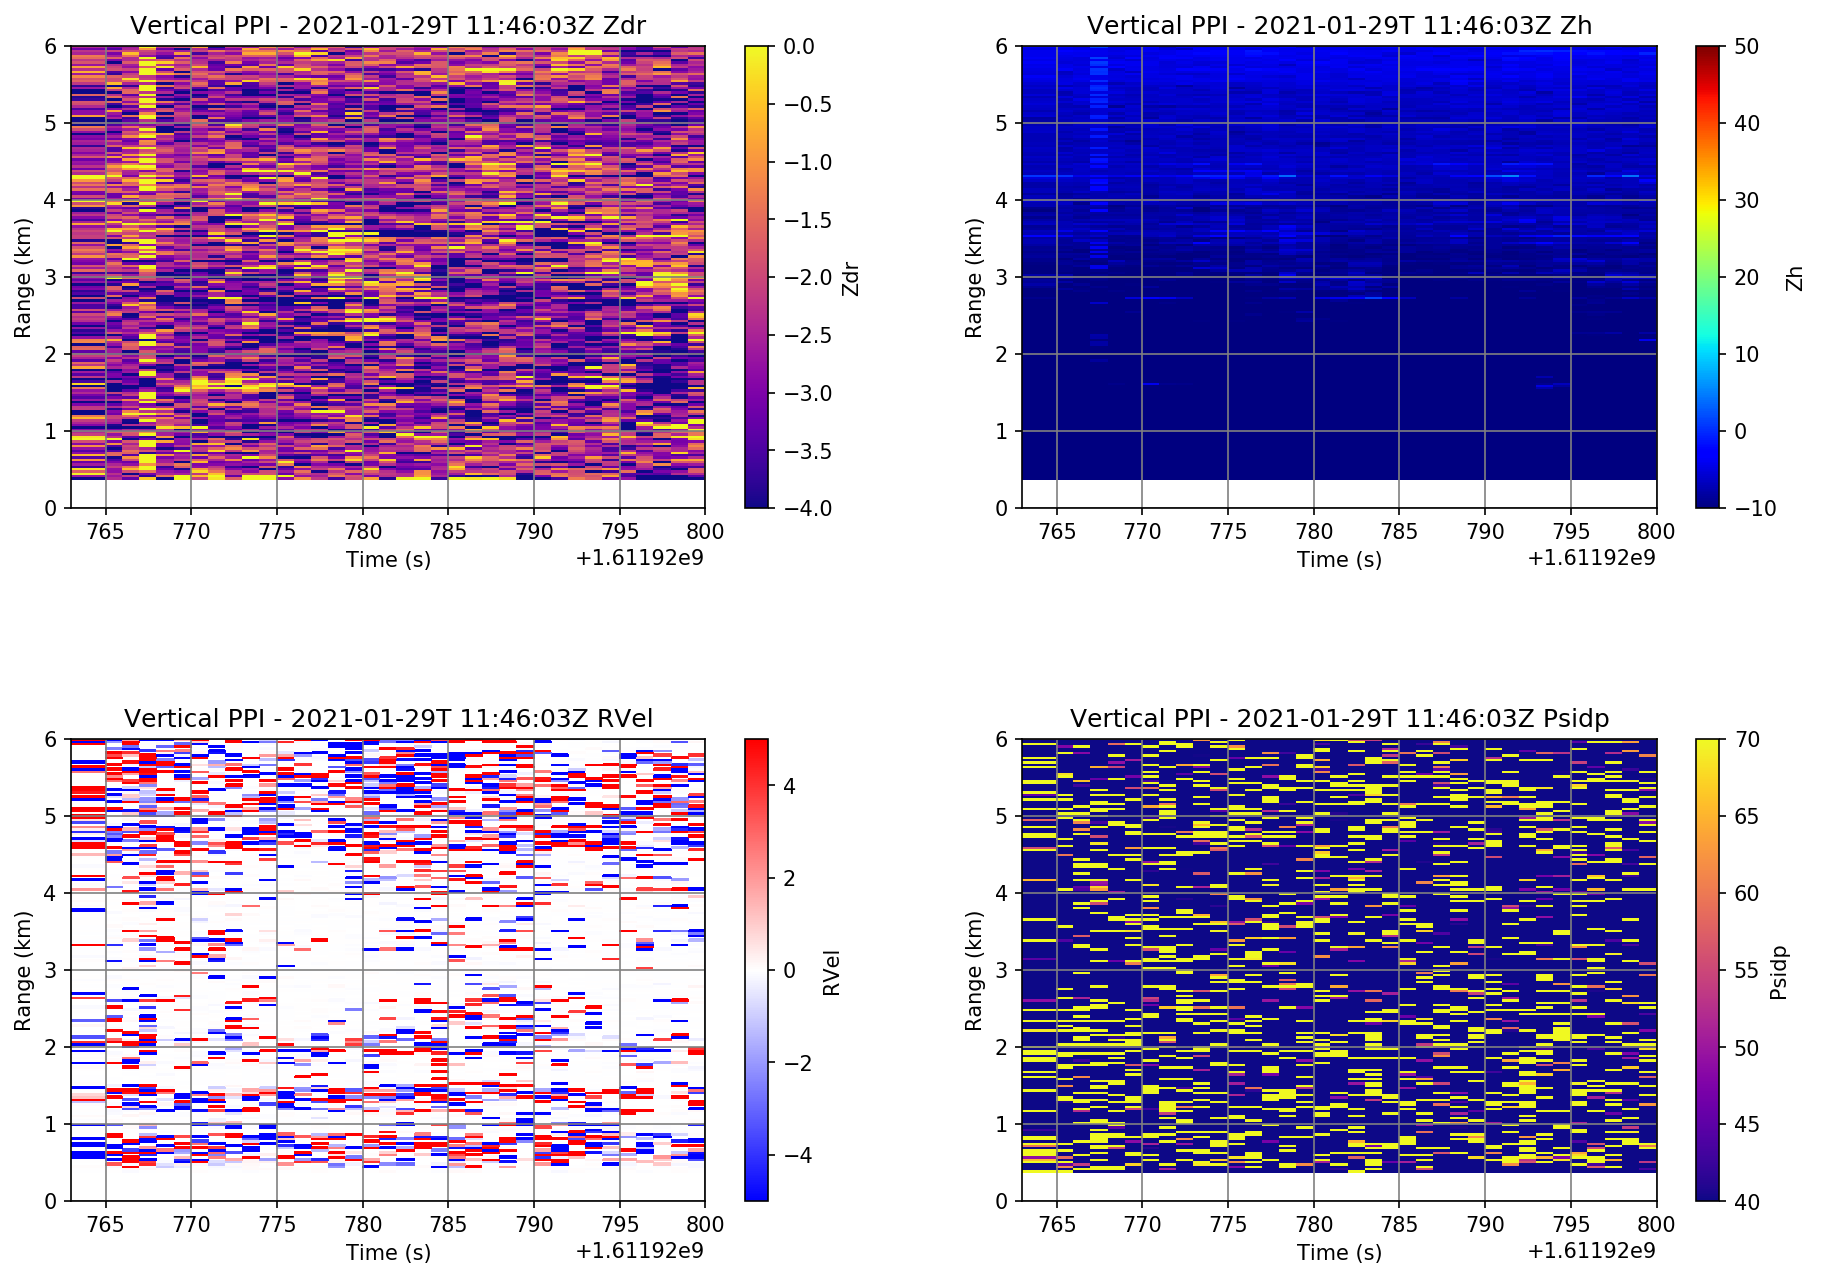 Vertical PPI - 2021-01-29T 11:46:03Z Zdr
6
5
4
3
2
1
0
Range (km)
765 770 775 780 785 790 795 800
Time (s)
+1.61192e9
0.0
−0.5
−1.0
−1.5
−2.0
−2.5
−3.0
−3.5
−4.0
Zdr
Vertical PPI - 2021-01-29T 11:46:03Z Zh
6
5
4
3
2
1
0
Range (km)
765 770 775 780 785 790 795 800
Time (s)
+1.61192e9
50
40
30
20
10
0
−10
Zh
Vertical PPI - 2021-01-29T 11:46:03Z RVel
6
5
4
3
2
1
0
Range (km)
765 770 775 780 785 790 795 800
Time (s)
+1.61192e9
4
2
0
−2
−4
RVel
Vertical PPI - 2021-01-29T 11:46:03Z Psidp
6
5
4
3
2
1
0
Range (km)
765 770 775 780 785 790 795 800
Time (s)
+1.61192e9
70
65
60
55
50
45
40
Psidp